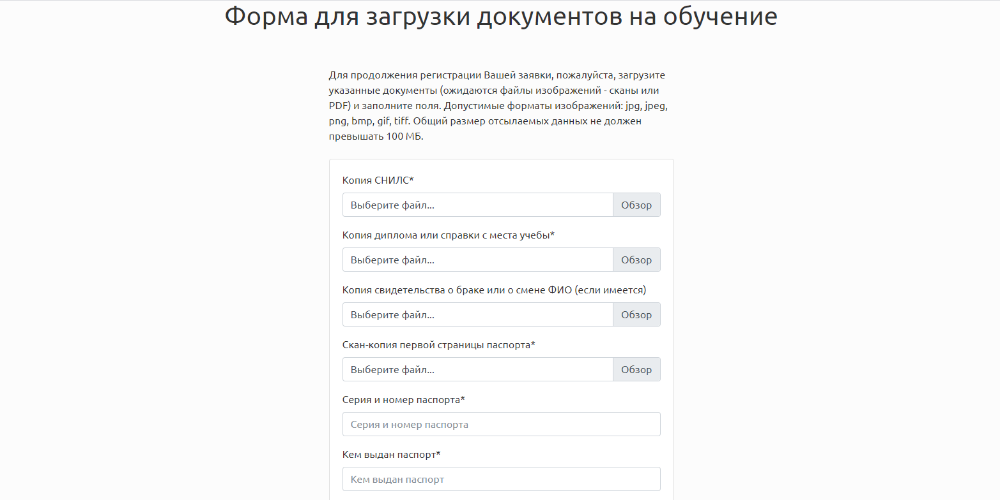 Форма для загрузки документов на обучение
Для продолжения регистрации Вашей заявки, пожалуйста, загрузите
указанные документы (ожидаются файлы изображений - сканы или
PDF) и заполните поля. Допустимые форматы изображений: jpg, jpeg,
png, bmp, gif, tiff. Общий размер отсылаемых данных не должен
превышать 100 МБ.
Копия СНИЛС*
Выберите файл... Обзор
Копия диплома или справки с места учебы*
Выберите файл... Обзор
Копия свидетельства о браке или о смене ФИО (если имеется)
Выберите файл... Обзор
Скан-копия первой страницы паспорта*
Выберите файл... Обзор
Серия и номер паспорта*
Серия и номер паспорта
Кем выдан паспорт*
Кем выдан паспорт